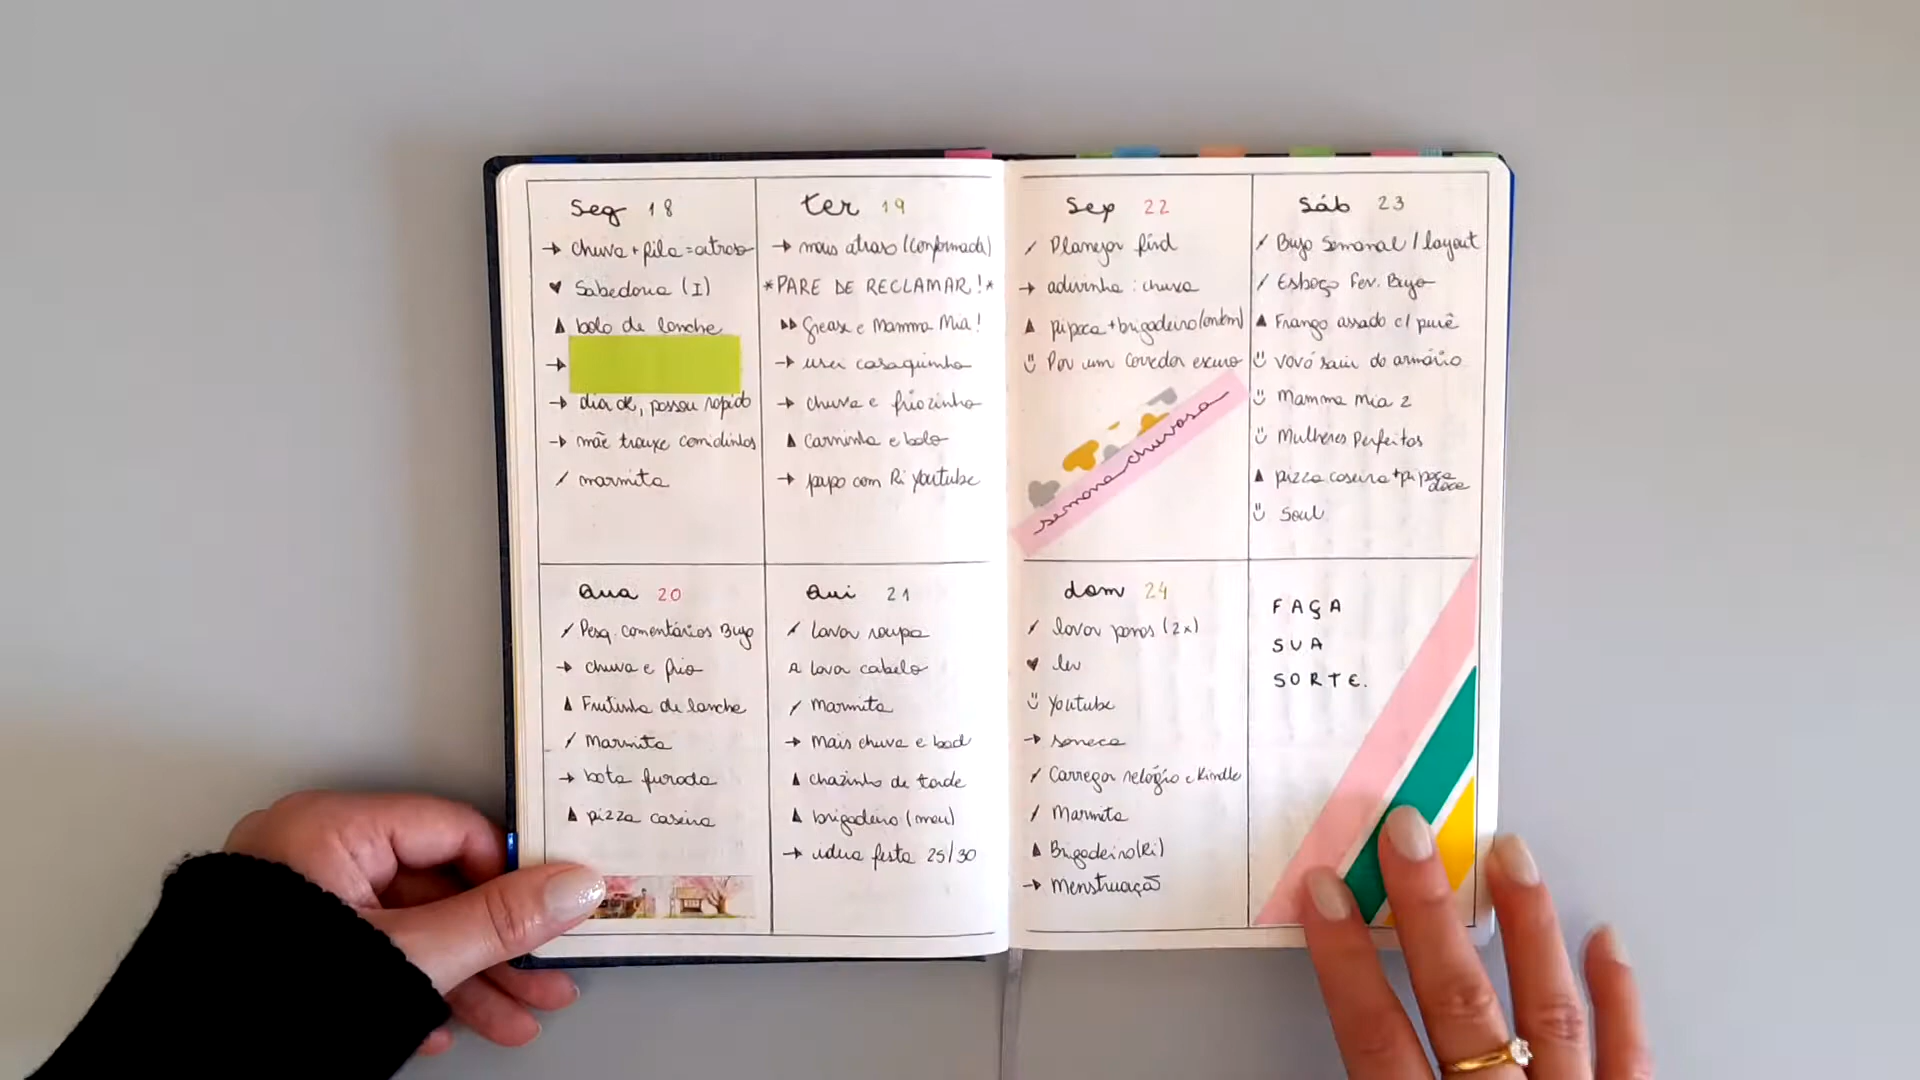 Seg 18
→ chuva + fila = atraso
♥ Sabedoria (I)
▲ bolo de lanche
→
→ dia ok, passou rápido
→ mãe trouxe comidinhas
/ marmita
ter 19
→ mais atraso (conformada)
*PARE DE RECLAMAR!*
▶▶ Grease e Mamma Mia!
→ usei casaquinho
→ chuva e friozinho
▲ Carninha e bolo
→ papo com Ri Youtube
Qua 20
/ Pesq. comentários Bujo
→ chuva e frio
▲ Frutinha de lanche
/ Marmita
→ bota furada
▲ pizza caseira
Qui 21
/ lavar roupa
lavar cabelo
/ Marmita
→ Mais chuva e bad
▲ chazinho de tarde
▲ brigadeiro (meu)
→ ideia festa 25/30
Sex 22
/ Planejar find
→ adivinha: chuva
▲ pipoca + brigadeiro (ontem)
Por um corredor escuro
semana chuvosa
Sáb 23
/ Bujo Semanal / layout
/ Esboço Fev. Bujo
▲ Frango assado c/ purê
vovó saiu do armário
Mamma Mia 2
Mulheres Perfeitas
▲ pizza caseira + pipoca doce
Soul
dom 24
/ lavar panos (2x)
♥ ler
Youtube
→ soneca
/ Carregar relógio e Kindle
/ Marmita
▲ Brigadeiro (Ri)
→ Menstruação
FAÇA
SUA
SORTE.